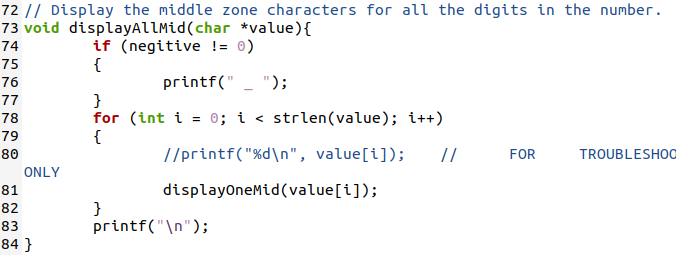 72 // Display the middle zone characters for all the digits in the number.
73 void displayAllMid(char *value){
74         if (negitive != 0)
75         {
76                 printf(" _ ");
77         }
78         for (int i = 0; i < strlen(value); i++)
79         {
80                 //printf("%d\n", value[i]);    //      FOR     TROUBLESHOO
ONLY
81                 displayOneMid(value[i]);
82         }
83         printf("\n");
84 }